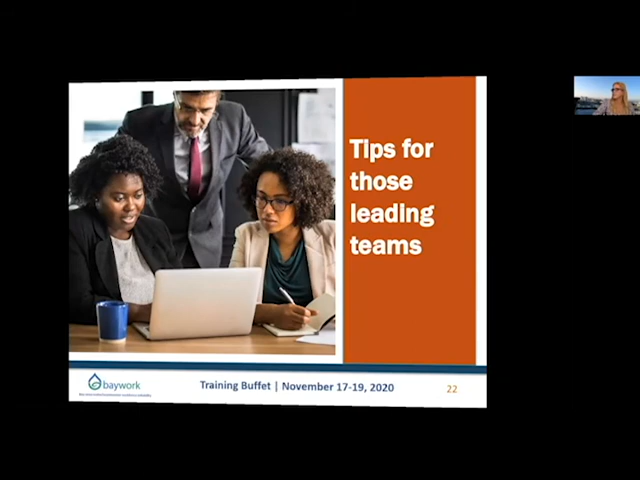 Tips for
those
leading
teams
baywork
Training Buffet | November 17-19, 2020
22